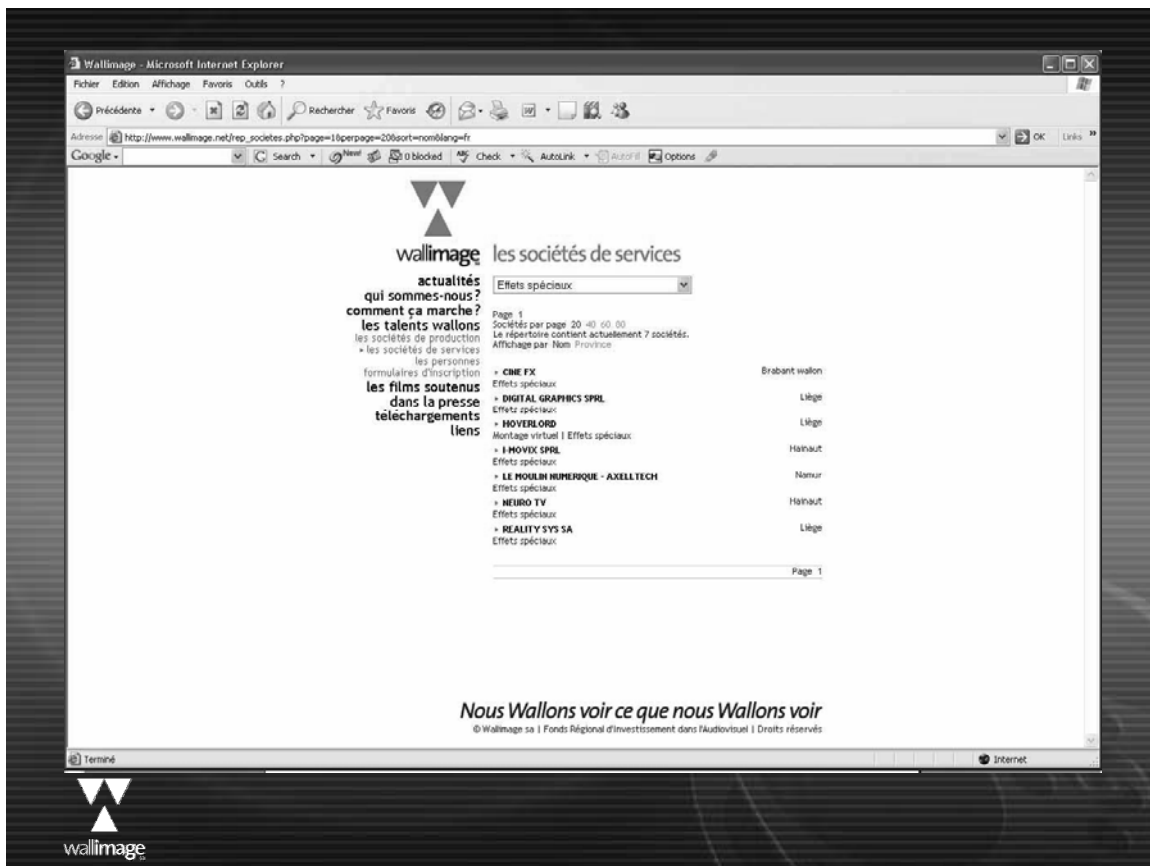 Wallimage - Microsoft Internet Explorer
Fichier Edition Affichage Favoris Outils ?
Précédente Rechercher Favoris
Adresse http://www.wallimage.net/rep_societes.php?page=1&perpage=20&sort=nom&lang=fr OK Links »
Google Search New! 0 blocked ABC Check AutoLink AutoFill Options
wallimage
les sociétés de services
actualités
qui sommes-nous?
comment ça marche?
les talents wallons
les sociétés de production
les sociétés de services
les personnes
formulaires d'inscription
les films soutenus
dans la presse
téléchargements
liens
Effets spéciaux
Page 1
Sociétés par page 20 40 60 80
Le répertoire contient actuellement 7 sociétés.
Affichage par Nom Province
CINE FX Brabant wallon
Effets spéciaux
DIGITAL GRAPHICS SPRL Liège
Effets spéciaux
HOVERLORD Liège
Montage virtuel | Effets spéciaux
I-MOVIX SPRL Hainaut
Effets spéciaux
LE MOULIN NUMERIQUE - AXELLTECH Namur
Effets spéciaux
NEURO TV Hainaut
Effets spéciaux
REALITY SYS SA Liège
Effets spéciaux
Page 1
Nous Wallons voir ce que nous Wallons voir
© Wallimage sa | Fonds Régional d'Investissement dans l'Audiovisuel | Droits réservés
Terminé Internet
wallimage